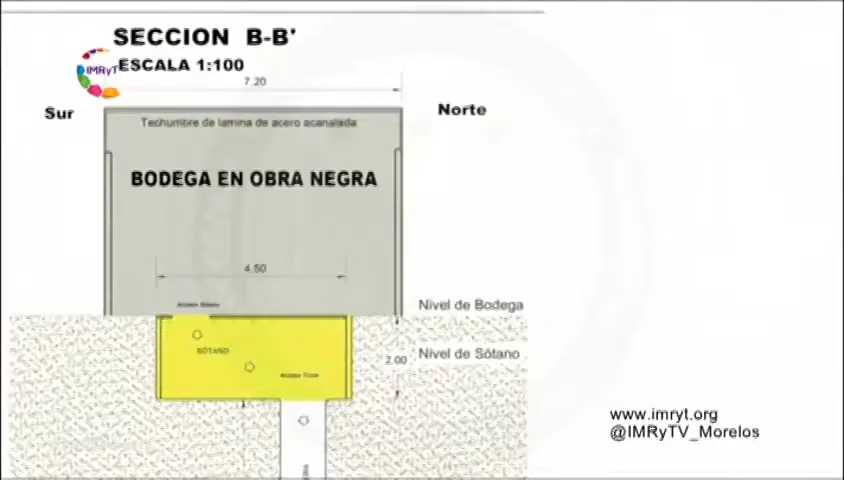 SECCION B-B'
IMRyT
ESCALA 1:100
7.20
Sur
Norte
Techumbre de lamina de acero acanalada
BODEGA EN OBRA NEGRA
4.50
Nivel de Bodega
SÓTANO
2.00
Nivel de Sótano
www.imryt.org
@IMRyTV_Morelos